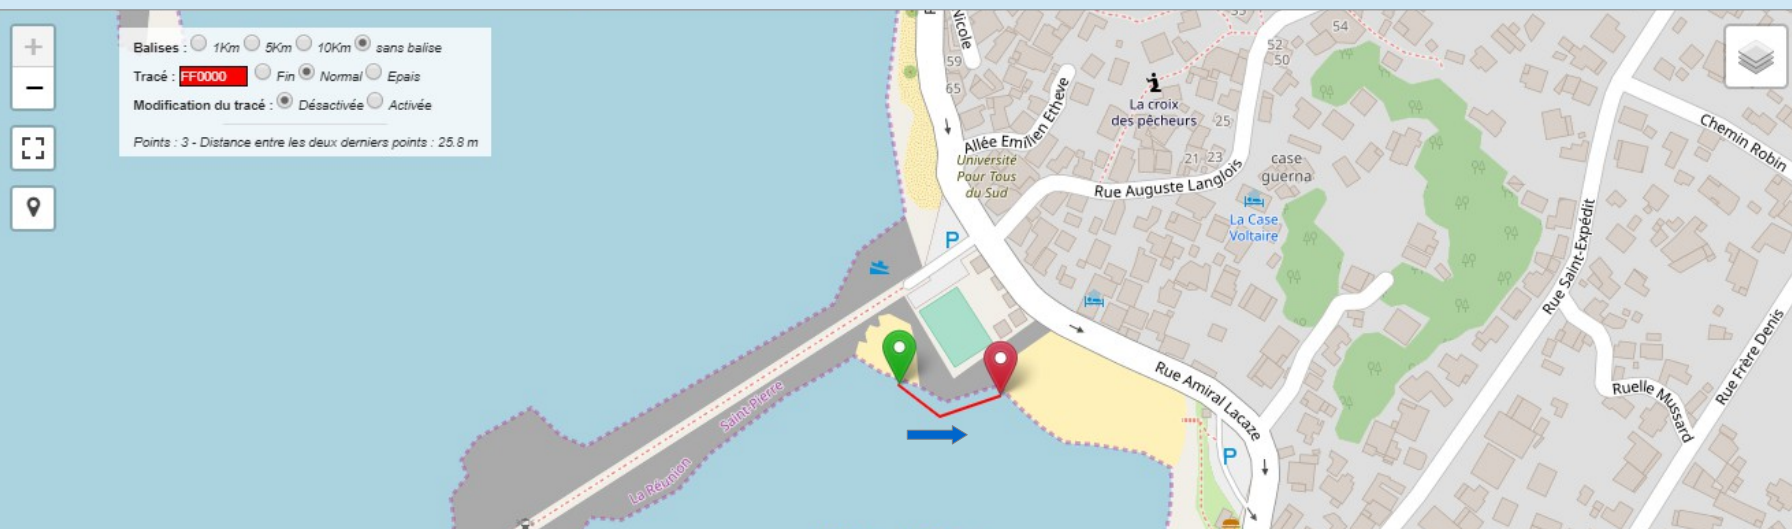 Balises : 1Km 5Km 10Km sans balise
Tracé : FF0000 Fin Normal Epais
Modification du tracé : Désactivée Activée
Points : 3 - Distance entre les deux derniers points : 25.8 m
Nicole
59
65
52
50
54
La croix
des pêcheurs
25
Allée Emilien Etheve
Université
Pour Tous
du Sud
21 23
case
guerna
Rue Auguste Langlois
La Case
Voltaire
P
Chemin Robin
Rue Saint-Expédit
Rue Frère Denis
Ruelle Mussard
Rue Amiral Lacaze
P
Saint-Pierre
La Réunion